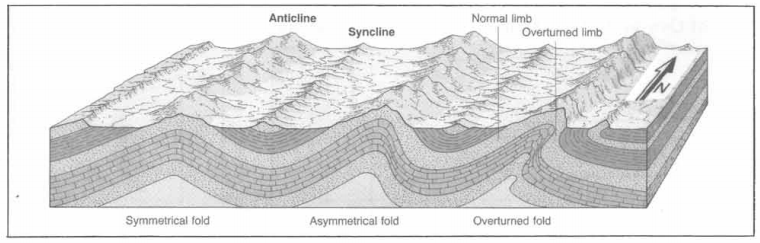 Anticline
Syncline
Normal limb
Overturned limb
N
Symmetrical fold
Asymmetrical fold
Overturned fold